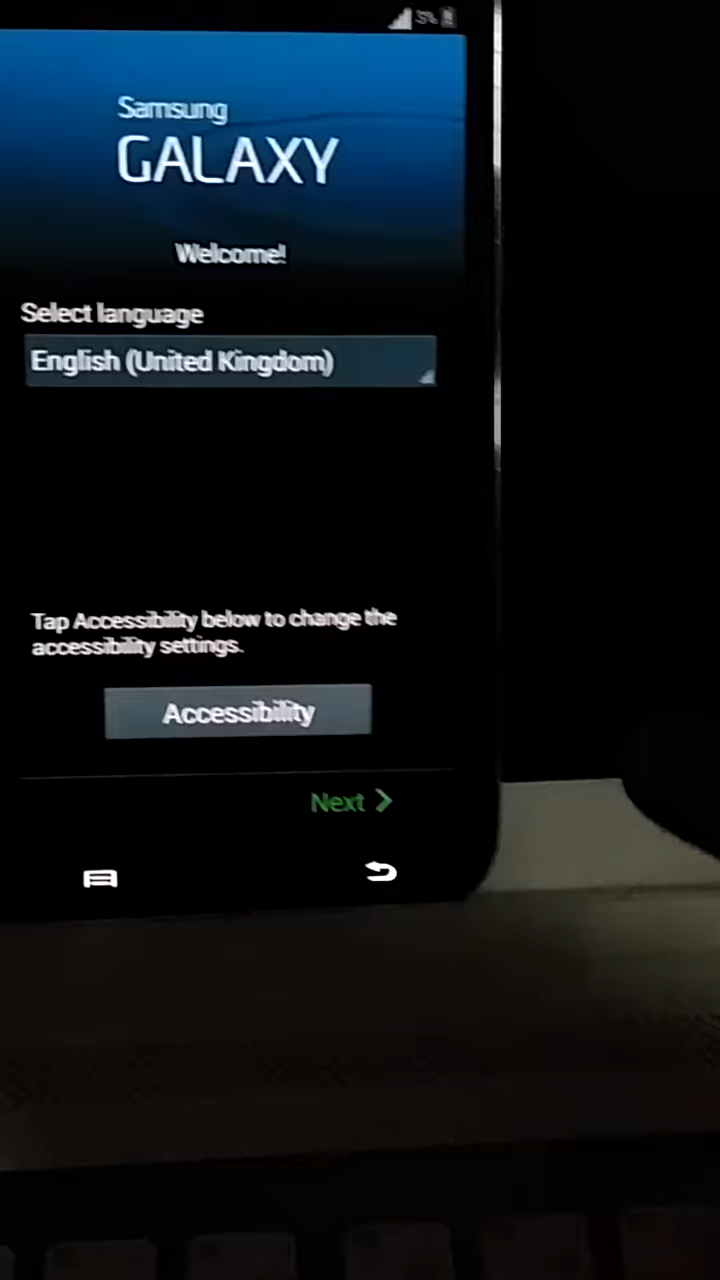 Samsung
GALAXY
Welcome!
Select language
English (United Kingdom)
Tap Accessibility below to change the
accessibility settings.
Accessibility
Next